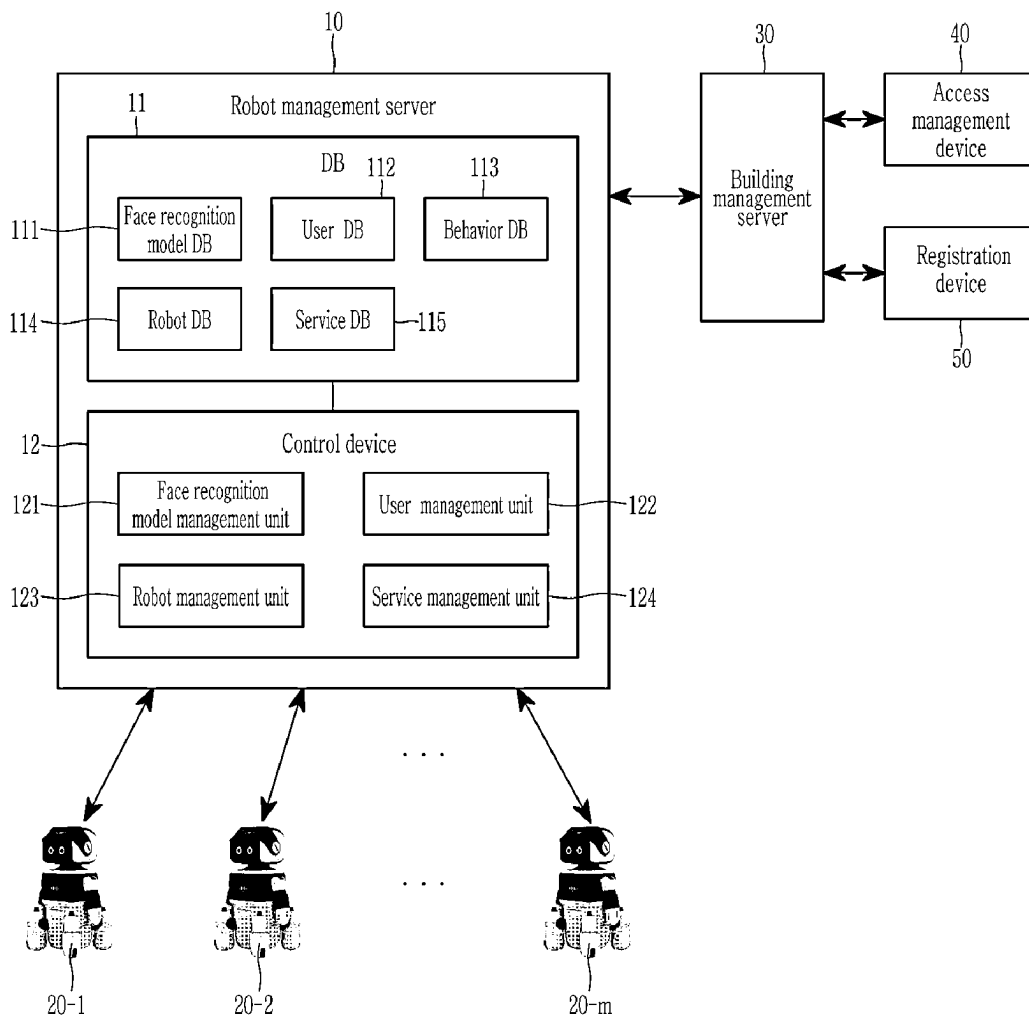 10
30
40
Robot management server
11
DB
112
113
111
Face recognition
model DB
User DB
Behavior DB
114
Robot DB
Service DB
115
Building
management
server
Access
management
device
Registration
device
50
12
Control device
121
Face recognition
model management unit
User management unit
122
123
Robot management unit
Service management unit
124
. . .
. . .
20-1
20-2
20-m